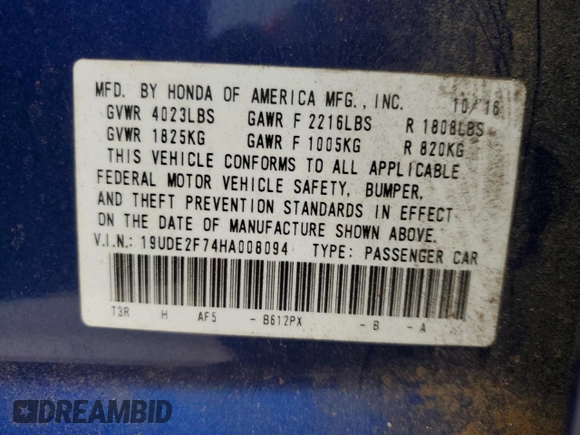 MFD. BY HONDA OF AMERICA MFG., INC. 10/16
GVWR 4023LBS GAWR F 2216LBS R 1808LBS
GVWR 1825KG GAWR F 1005KG R 820KG
THIS VEHICLE CONFORMS TO ALL APPLICABLE
FEDERAL MOTOR VEHICLE SAFETY, BUMPER,
AND THEFT PREVENTION STANDARDS IN EFFECT
ON THE DATE OF MANUFACTURE SHOWN ABOVE.
V.I.N.: 19UDE2F74HA008094 TYPE: PASSENGER CAR
T3R H AF5 - B612PX - B - A
DREAMBID